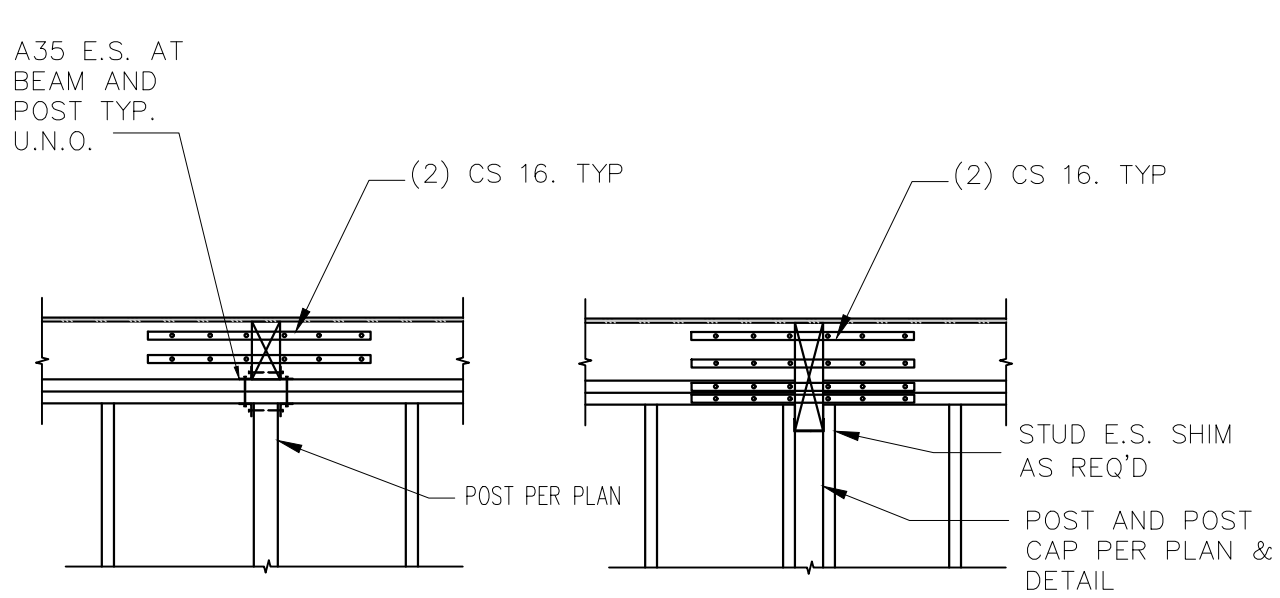 A35 E.S. AT
BEAM AND
POST TYP.
U.N.O.
(2) CS 16. TYP
POST PER PLAN
(2) CS 16. TYP
STUD E.S. SHIM
AS REQ'D
POST AND POST
CAP PER PLAN &
DETAIL